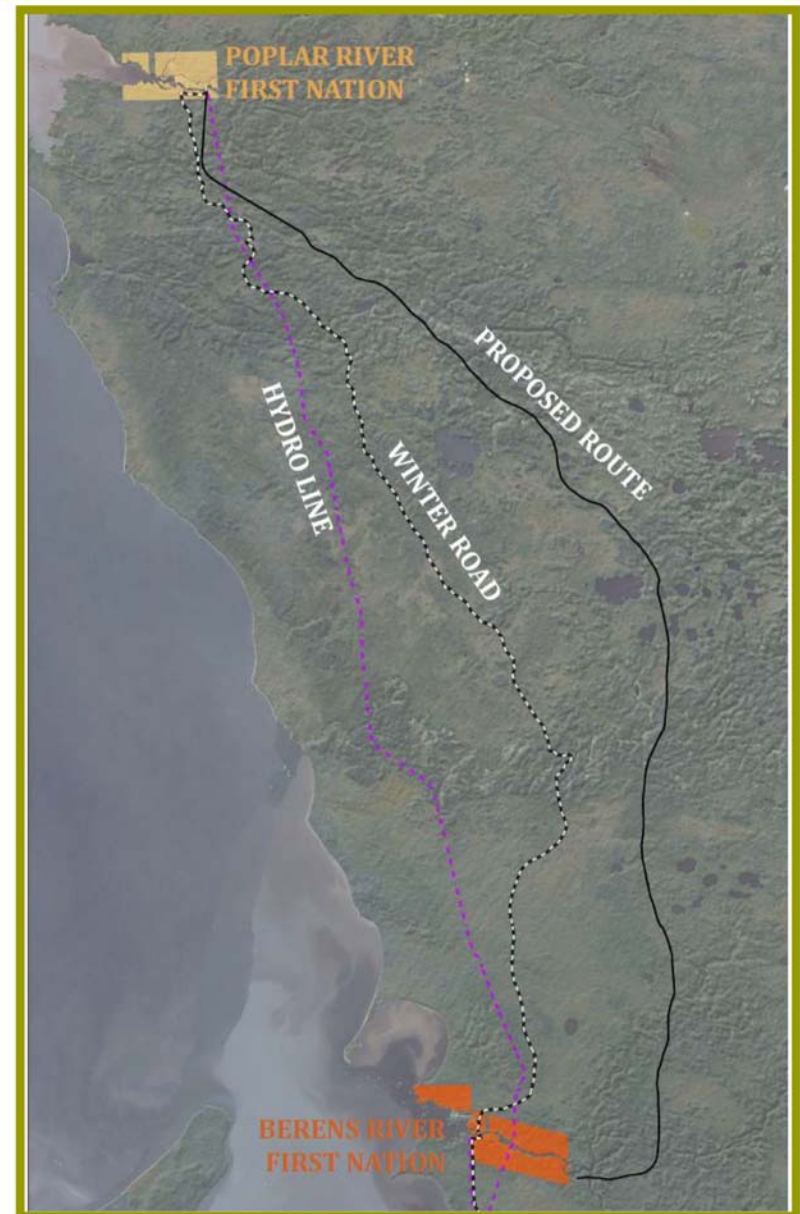 POPLAR RIVER
FIRST NATION
PROPOSED ROUTE
HYDRO LINE
WINTER ROAD
BERENS RIVER
FIRST NATION